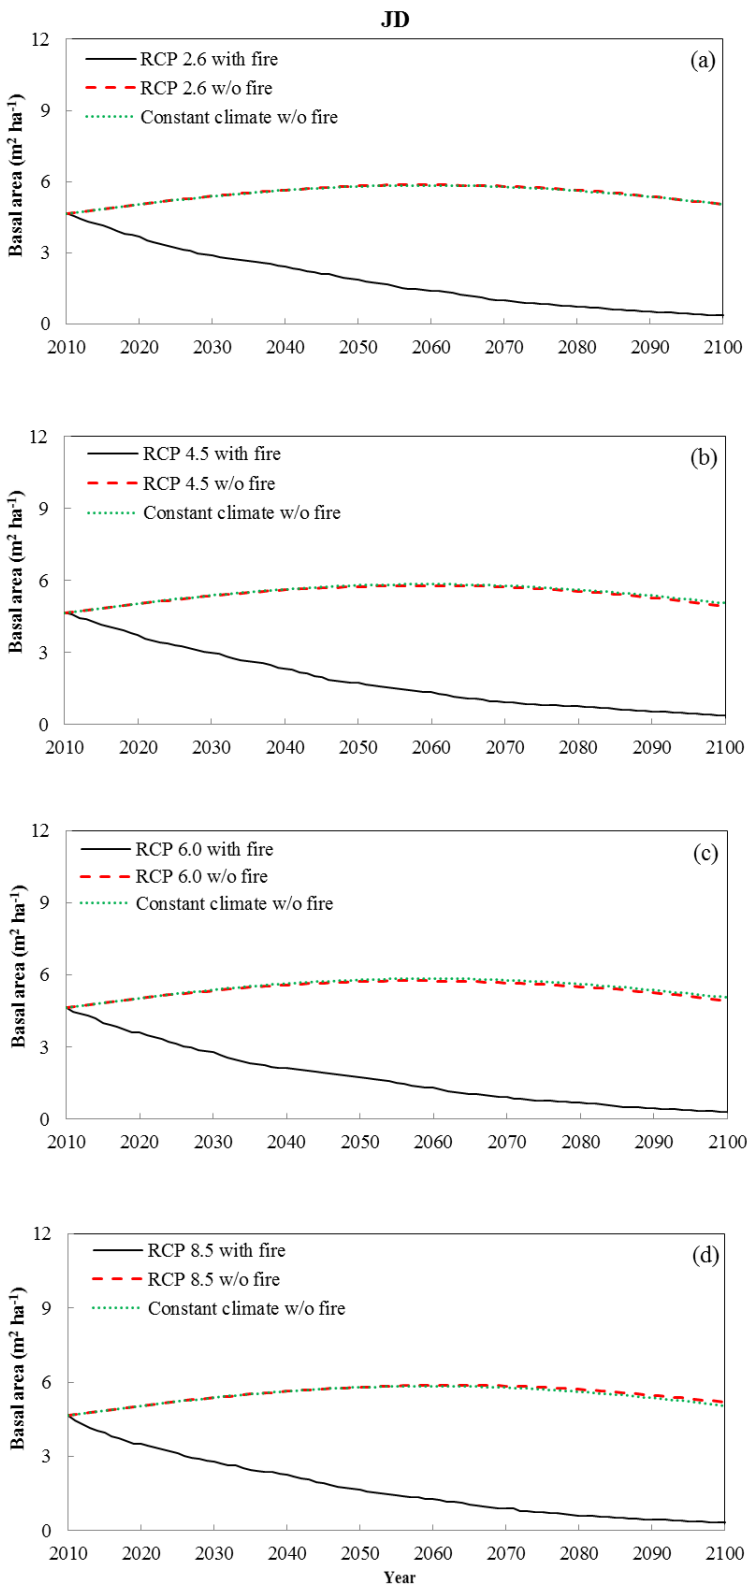 JD
12
9
6
3
0
Basal area (m² ha⁻¹)
RCP 2.6 with fire
RCP 2.6 w/o fire
Constant climate w/o fire
(a)
2010 2020 2030 2040 2050 2060 2070 2080 2090 2100
12
9
6
3
0
Basal area (m² ha⁻¹)
RCP 4.5 with fire
RCP 4.5 w/o fire
Constant climate w/o fire
(b)
2010 2020 2030 2040 2050 2060 2070 2080 2090 2100
12
9
6
3
0
Basal area (m² ha⁻¹)
RCP 6.0 with fire
RCP 6.0 w/o fire
Constant climate w/o fire
(c)
2010 2020 2030 2040 2050 2060 2070 2080 2090 2100
12
9
6
3
0
Basal area (m² ha⁻¹)
RCP 8.5 with fire
RCP 8.5 w/o fire
Constant climate w/o fire
(d)
2010 2020 2030 2040 2050 2060 2070 2080 2090 2100
Year